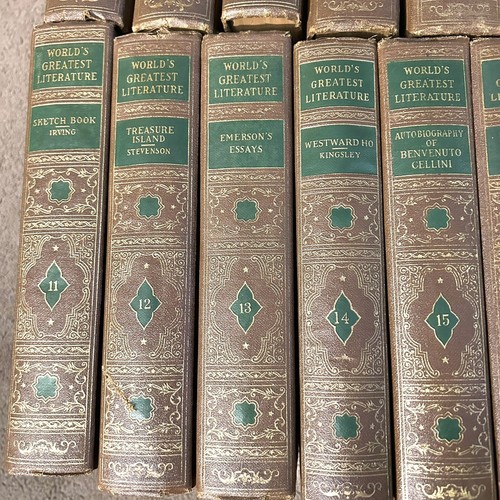 WORLD'S
GREATEST
LITERATURE
SKETCH BOOK
IRVING
11
WORLD'S
GREATEST
LITERATURE
TREASURE
ISLAND
STEVENSON
12
WORLD'S
GREATEST
LITERATURE
EMERSON'S
ESSAYS
13
WORLD'S
GREATEST
LITERATURE
WESTWARD HO
KINGSLEY
14
WORLD'S
GREATEST
LITERATURE
AUTOBIOGRAPHY
OF
BENVENUTO
CELLINI
15